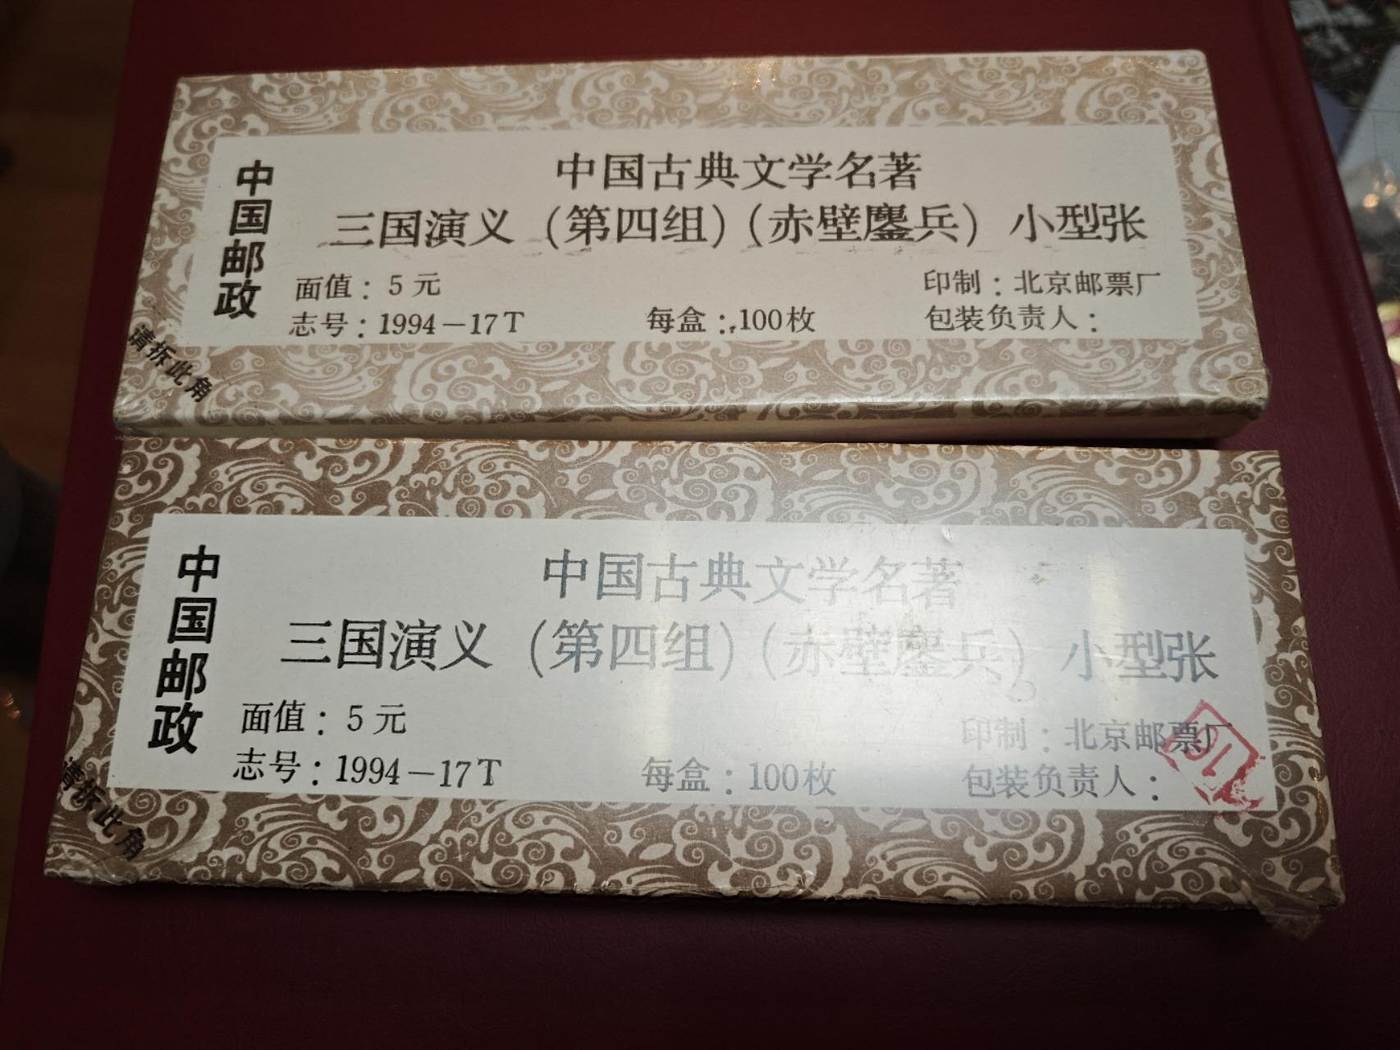 中国邮政
中国古典文学名著
三国演义（第四组）（赤壁鏖兵）小型张
面值：5元
印制：北京邮票厂
志号：1994－17T
每盒：100枚
包装负责人：
请拆此角
中国邮政
中国古典文学名著
三国演义（第四组）（赤壁鏖兵）小型张
面值：5元
印制：北京邮票厂
志号：1994－17T
每盒：100枚
包装负责人：
请拆此角